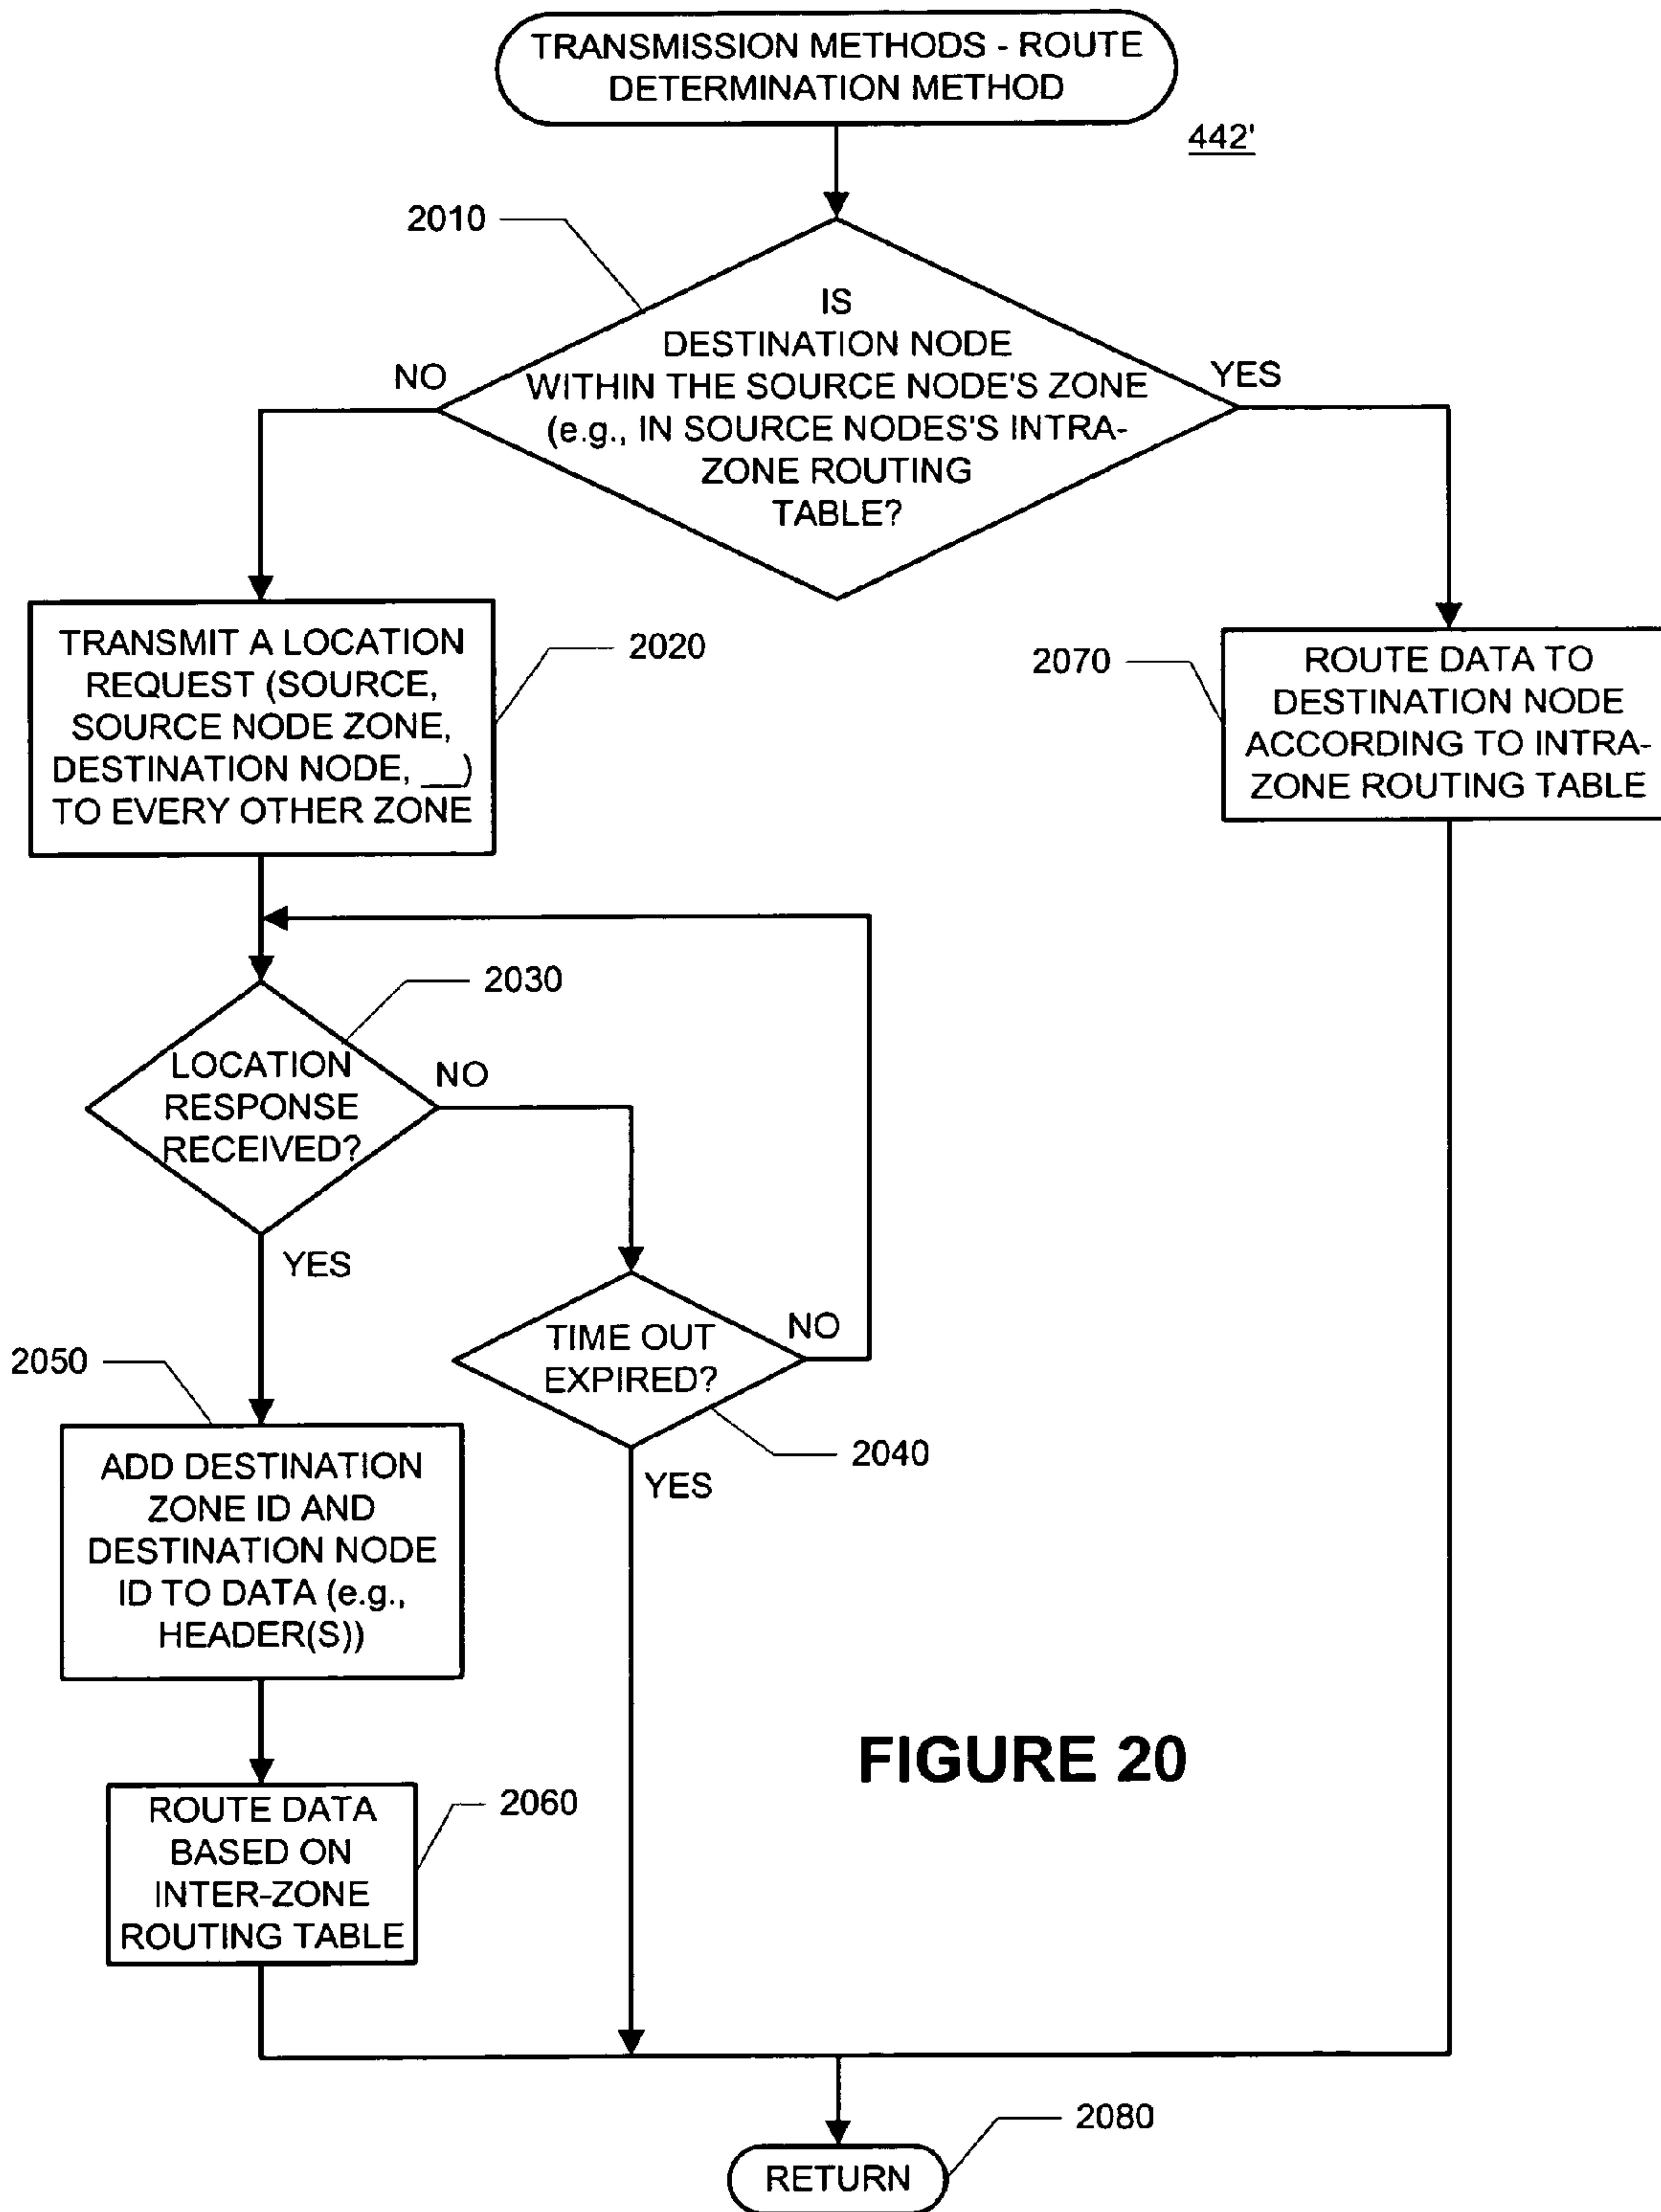 TRANSMISSION METHODS - ROUTE
DETERMINATION METHOD
442'
2010
IS
DESTINATION NODE
WITHIN THE SOURCE NODE'S ZONE
(e.g., IN SOURCE NODES'S INTRA-
ZONE ROUTING
TABLE?
NO
YES
TRANSMIT A LOCATION
REQUEST (SOURCE,
SOURCE NODE ZONE,
DESTINATION NODE, __)
TO EVERY OTHER ZONE
2020
2070
ROUTE DATA TO
DESTINATION NODE
ACCORDING TO INTRA-
ZONE ROUTING TABLE
2030
LOCATION
RESPONSE
RECEIVED?
NO
YES
TIME OUT
EXPIRED?
NO
2040
YES
2050
ADD DESTINATION
ZONE ID AND
DESTINATION NODE
ID TO DATA (e.g.,
HEADER(S))
2060
ROUTE DATA
BASED ON
INTER-ZONE
ROUTING TABLE
FIGURE 20
2080
RETURN